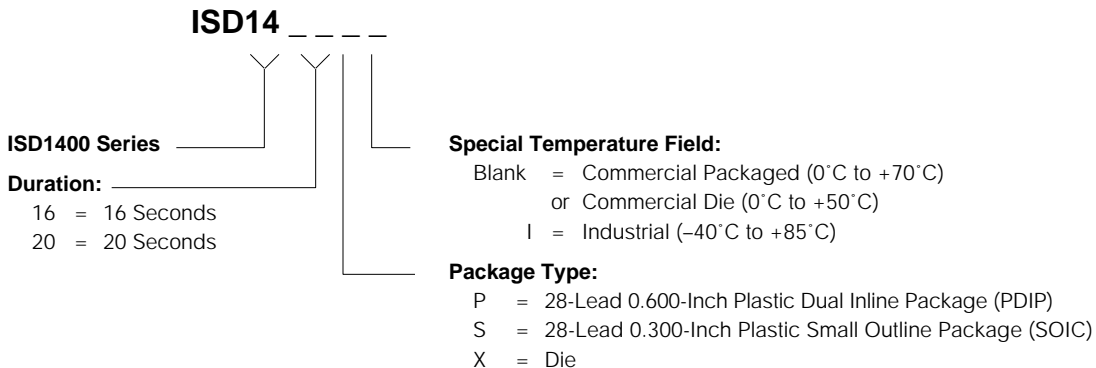 ISD14 _ _ _ _
ISD1400 Series
Duration:
16 = 16 Seconds
20 = 20 Seconds
Special Temperature Field:
Blank = Commercial Packaged (0˚C to +70˚C)
or Commercial Die (0˚C to +50˚C)
I = Industrial (–40˚C to +85˚C)
Package Type:
P = 28-Lead 0.600-Inch Plastic Dual Inline Package (PDIP)
S = 28-Lead 0.300-Inch Plastic Small Outline Package (SOIC)
X = Die